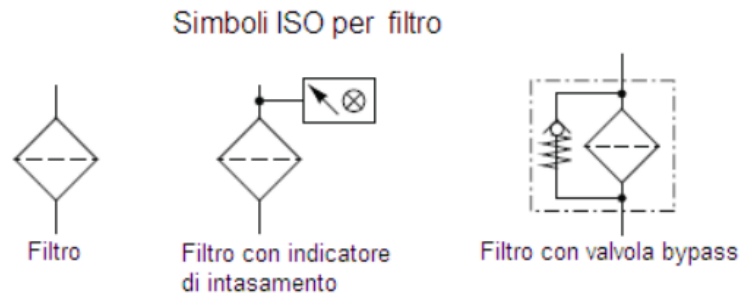 Simboli ISO per filtro
Filtro
Filtro con indicatore
di intasamento
Filtro con valvola bypass